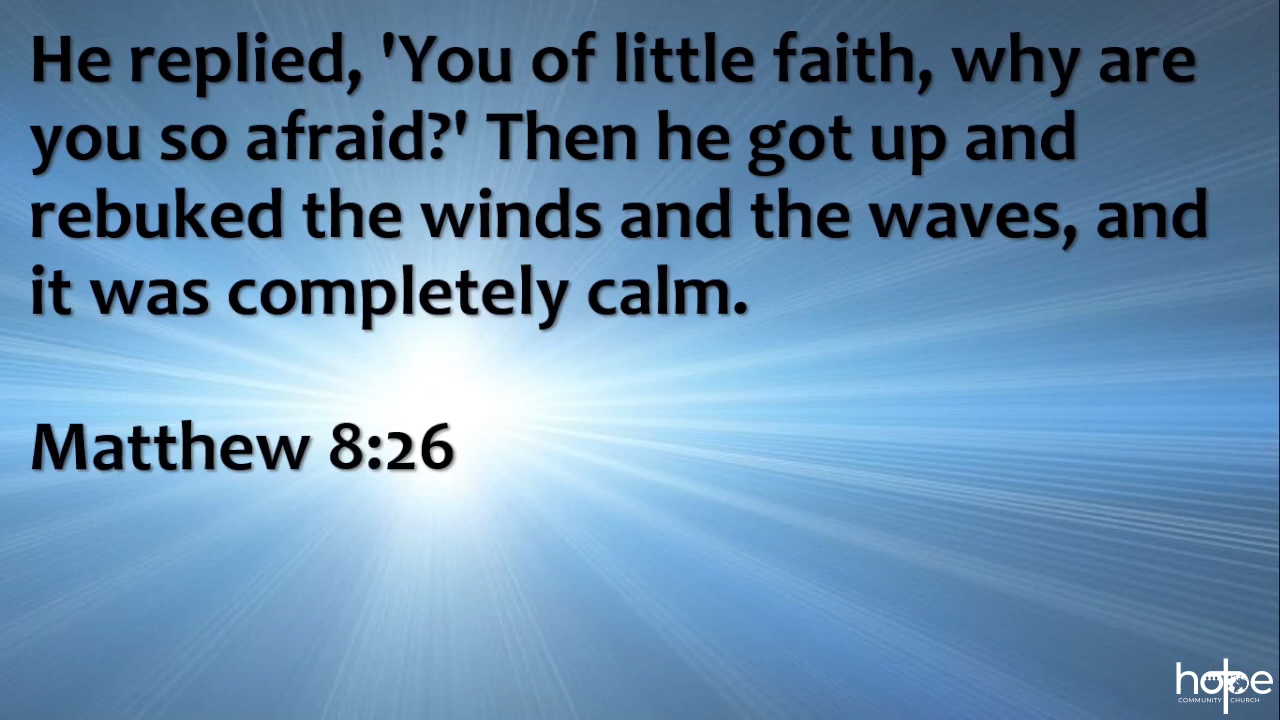 He replied, 'You of little faith, why are
you so afraid?' Then he got up and
rebuked the winds and the waves, and
it was completely calm.
Matthew 8:26
hope
COMMUNITY CHURCH